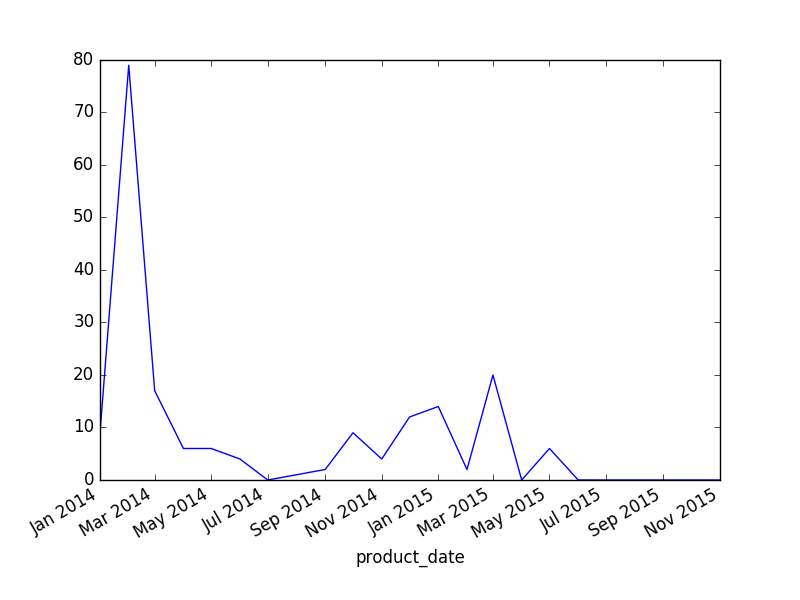 80
70
60
50
40
30
20
10
0
Jan 2014
Mar 2014
May 2014
Jul 2014
Sep 2014
Nov 2014
Jan 2015
Mar 2015
May 2015
Jul 2015
Sep 2015
Nov 2015
product_date